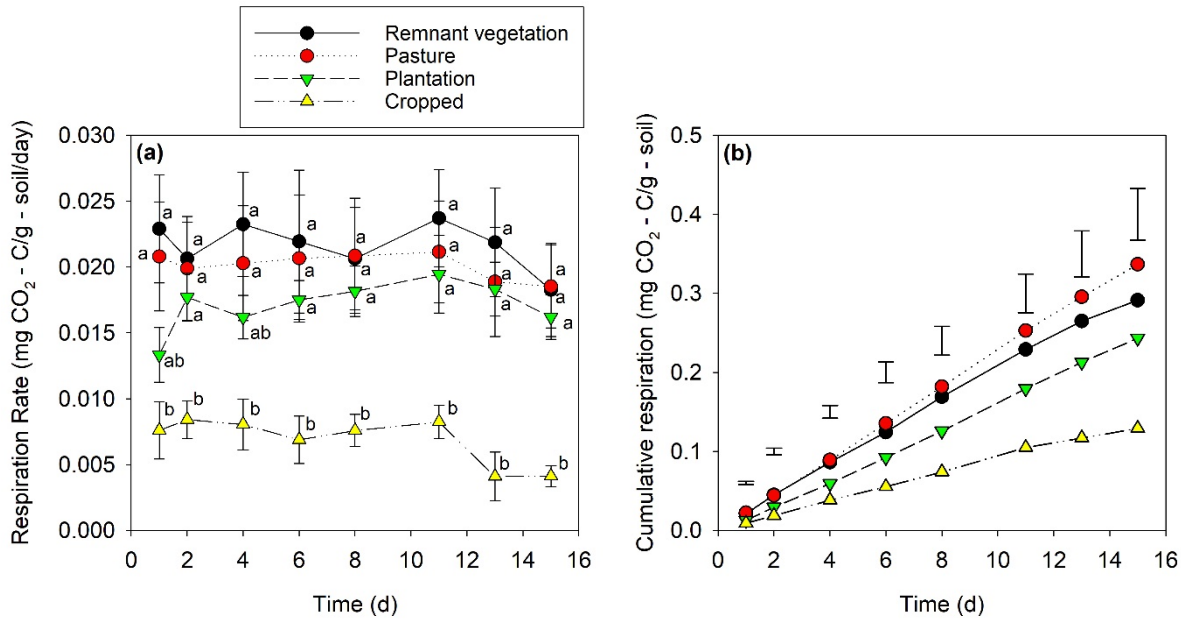 Remnant vegetation
Pasture
Plantation
Cropped
(a)
Respiration Rate (mg CO₂ - C/g - soil/day)
0.030
0.025
0.020
0.015
0.010
0.005
0.000
a a a a a a a a
a a a a a a a a
ab a ab a a a a a
b b b b b b b b
0 2 4 6 8 10 12 14 16
Time (d)
(b)
Cumulative respiration (mg CO₂ - C/g - soil)
0.5
0.4
0.3
0.2
0.1
0.0
0 2 4 6 8 10 12 14 16
Time (d)